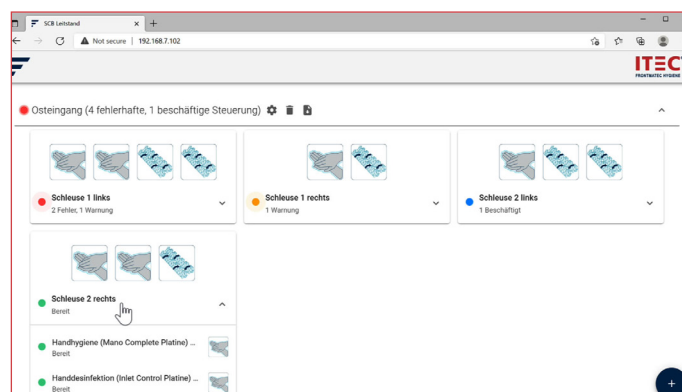 SCB Leitstand
Not secure | 192.168.7.102
ITEC
FRONTMATEC HYGIENE
Osteingang (4 fehlerhafte, 1 beschäftige Steuerung)
Schleuse 1 links
2 Fehler, 1 Warnung
Schleuse 1 rechts
1 Warnung
Schleuse 2 links
1 Beschäftigt
Schleuse 2 rechts
Bereit
Handhygiene (Mano Complete Platine) ...
Bereit
Handdesinfektion (Inlet Control Platine) ...
Bereit